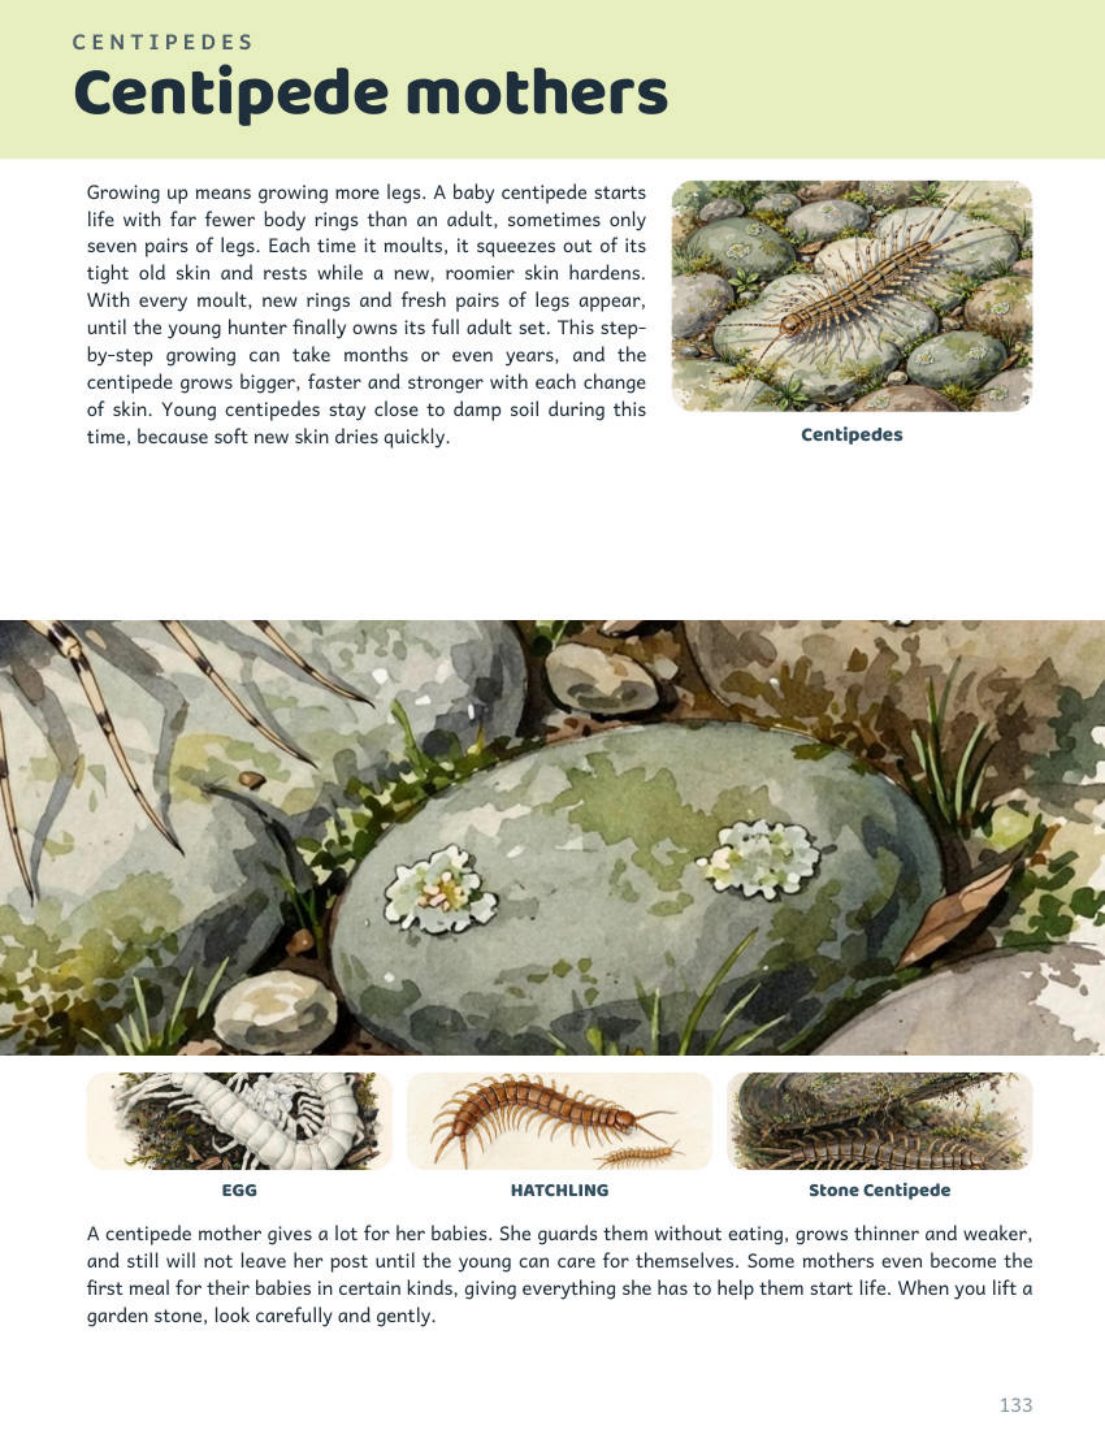 CENTIPEDES
Centipede mothers
Growing up means growing more legs. A baby centipede starts
life with far fewer body rings than an adult, sometimes only
seven pairs of legs. Each time it moults, it squeezes out of its
tight old skin and rests while a new, roomier skin hardens.
With every moult, new rings and fresh pairs of legs appear,
until the young hunter finally owns its full adult set. This step-
by-step growing can take months or even years, and the
centipede grows bigger, faster and stronger with each change
of skin. Young centipedes stay close to damp soil during this
time, because soft new skin dries quickly.
Centipedes
EGG
HATCHLING
Stone Centipede
A centipede mother gives a lot for her babies. She guards them without eating, grows thinner and weaker,
and still will not leave her post until the young can care for themselves. Some mothers even become the
first meal for their babies in certain kinds, giving everything she has to help them start life. When you lift a
garden stone, look carefully and gently.
133